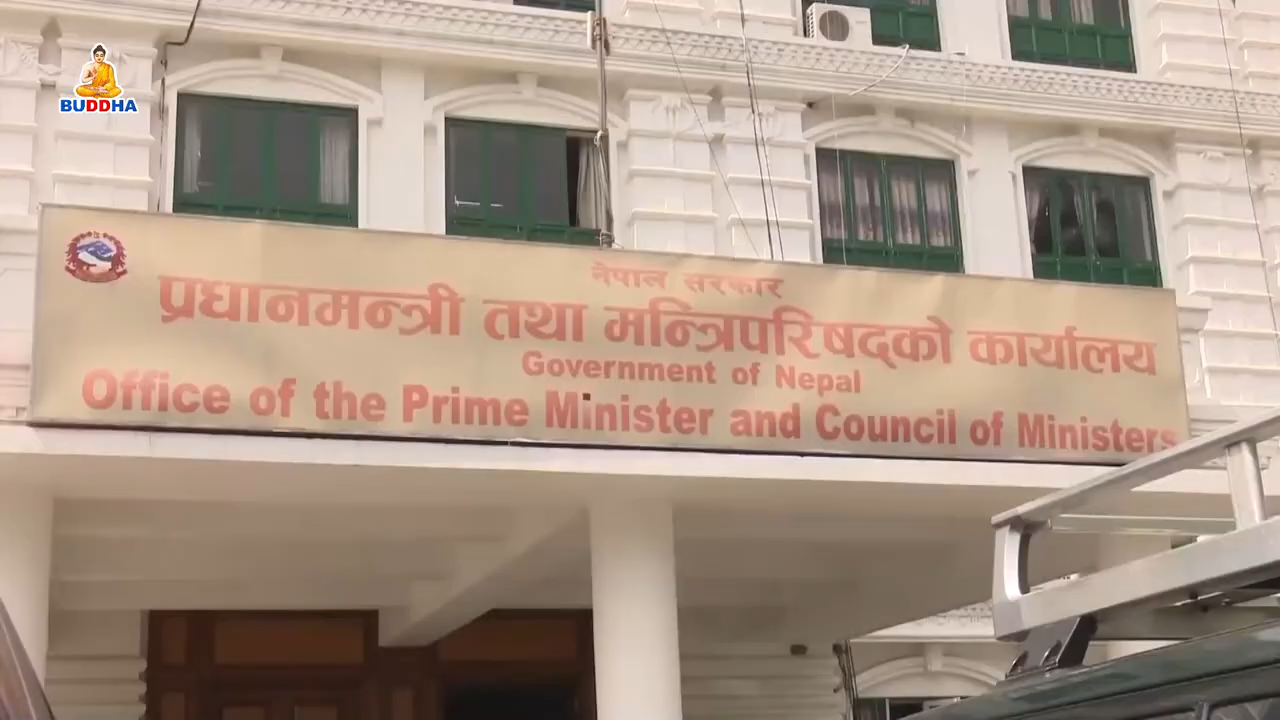 BUDDHA
नेपाल सरकार
प्रधानमन्त्री तथा मन्त्रिपरिषद्को कार्यालय
Government of Nepal
Office of the Prime Minister and Council of Ministers